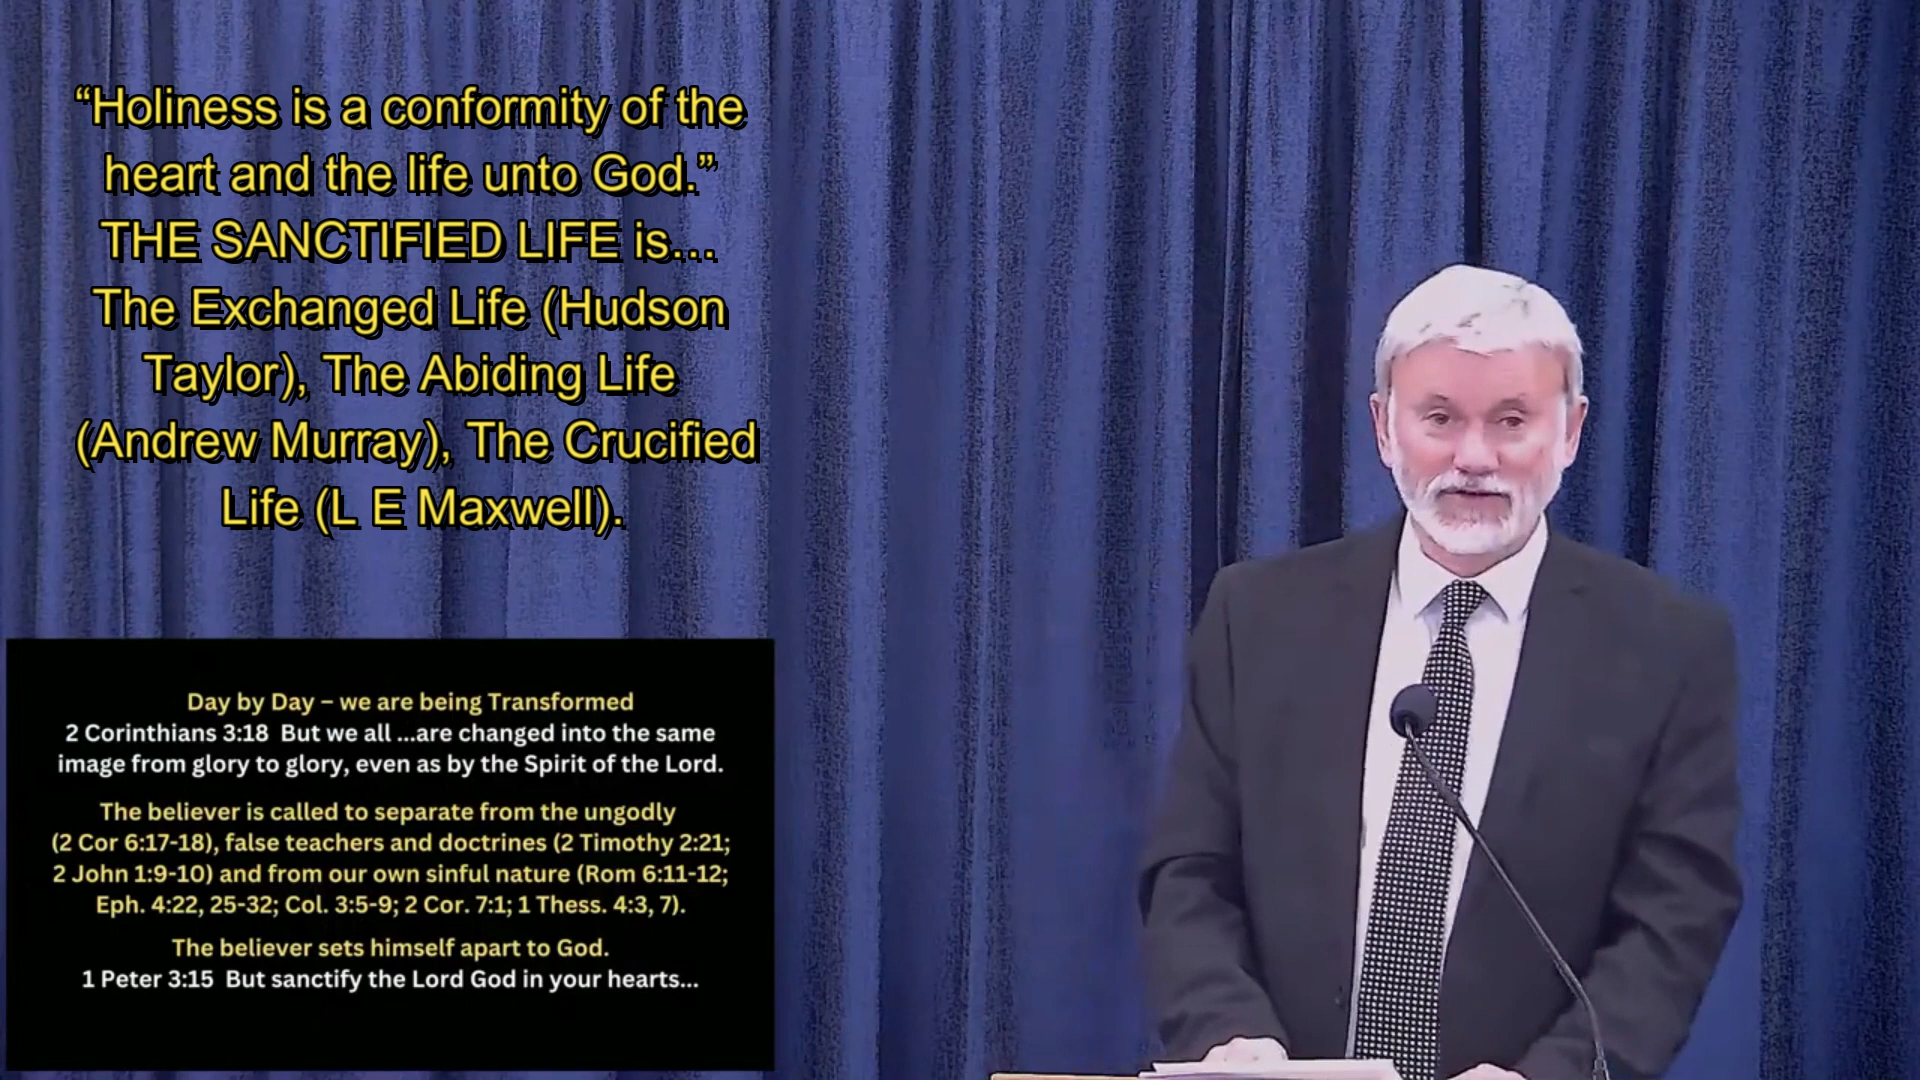 “Holiness is a conformity of the
heart and the life unto God.”
THE SANCTIFIED LIFE is…
The Exchanged Life (Hudson
Taylor), The Abiding Life
(Andrew Murray), The Crucified
Life (L E Maxwell).
Day by Day – we are being Transformed
2 Corinthians 3:18 But we all ...are changed into the same
image from glory to glory, even as by the Spirit of the Lord.
The believer is called to separate from the ungodly
(2 Cor 6:17-18), false teachers and doctrines (2 Timothy 2:21;
2 John 1:9-10) and from our own sinful nature (Rom 6:11-12;
Eph. 4:22, 25-32; Col. 3:5-9; 2 Cor. 7:1; 1 Thess. 4:3, 7).
The believer sets himself apart to God.
1 Peter 3:15 But sanctify the Lord God in your hearts...